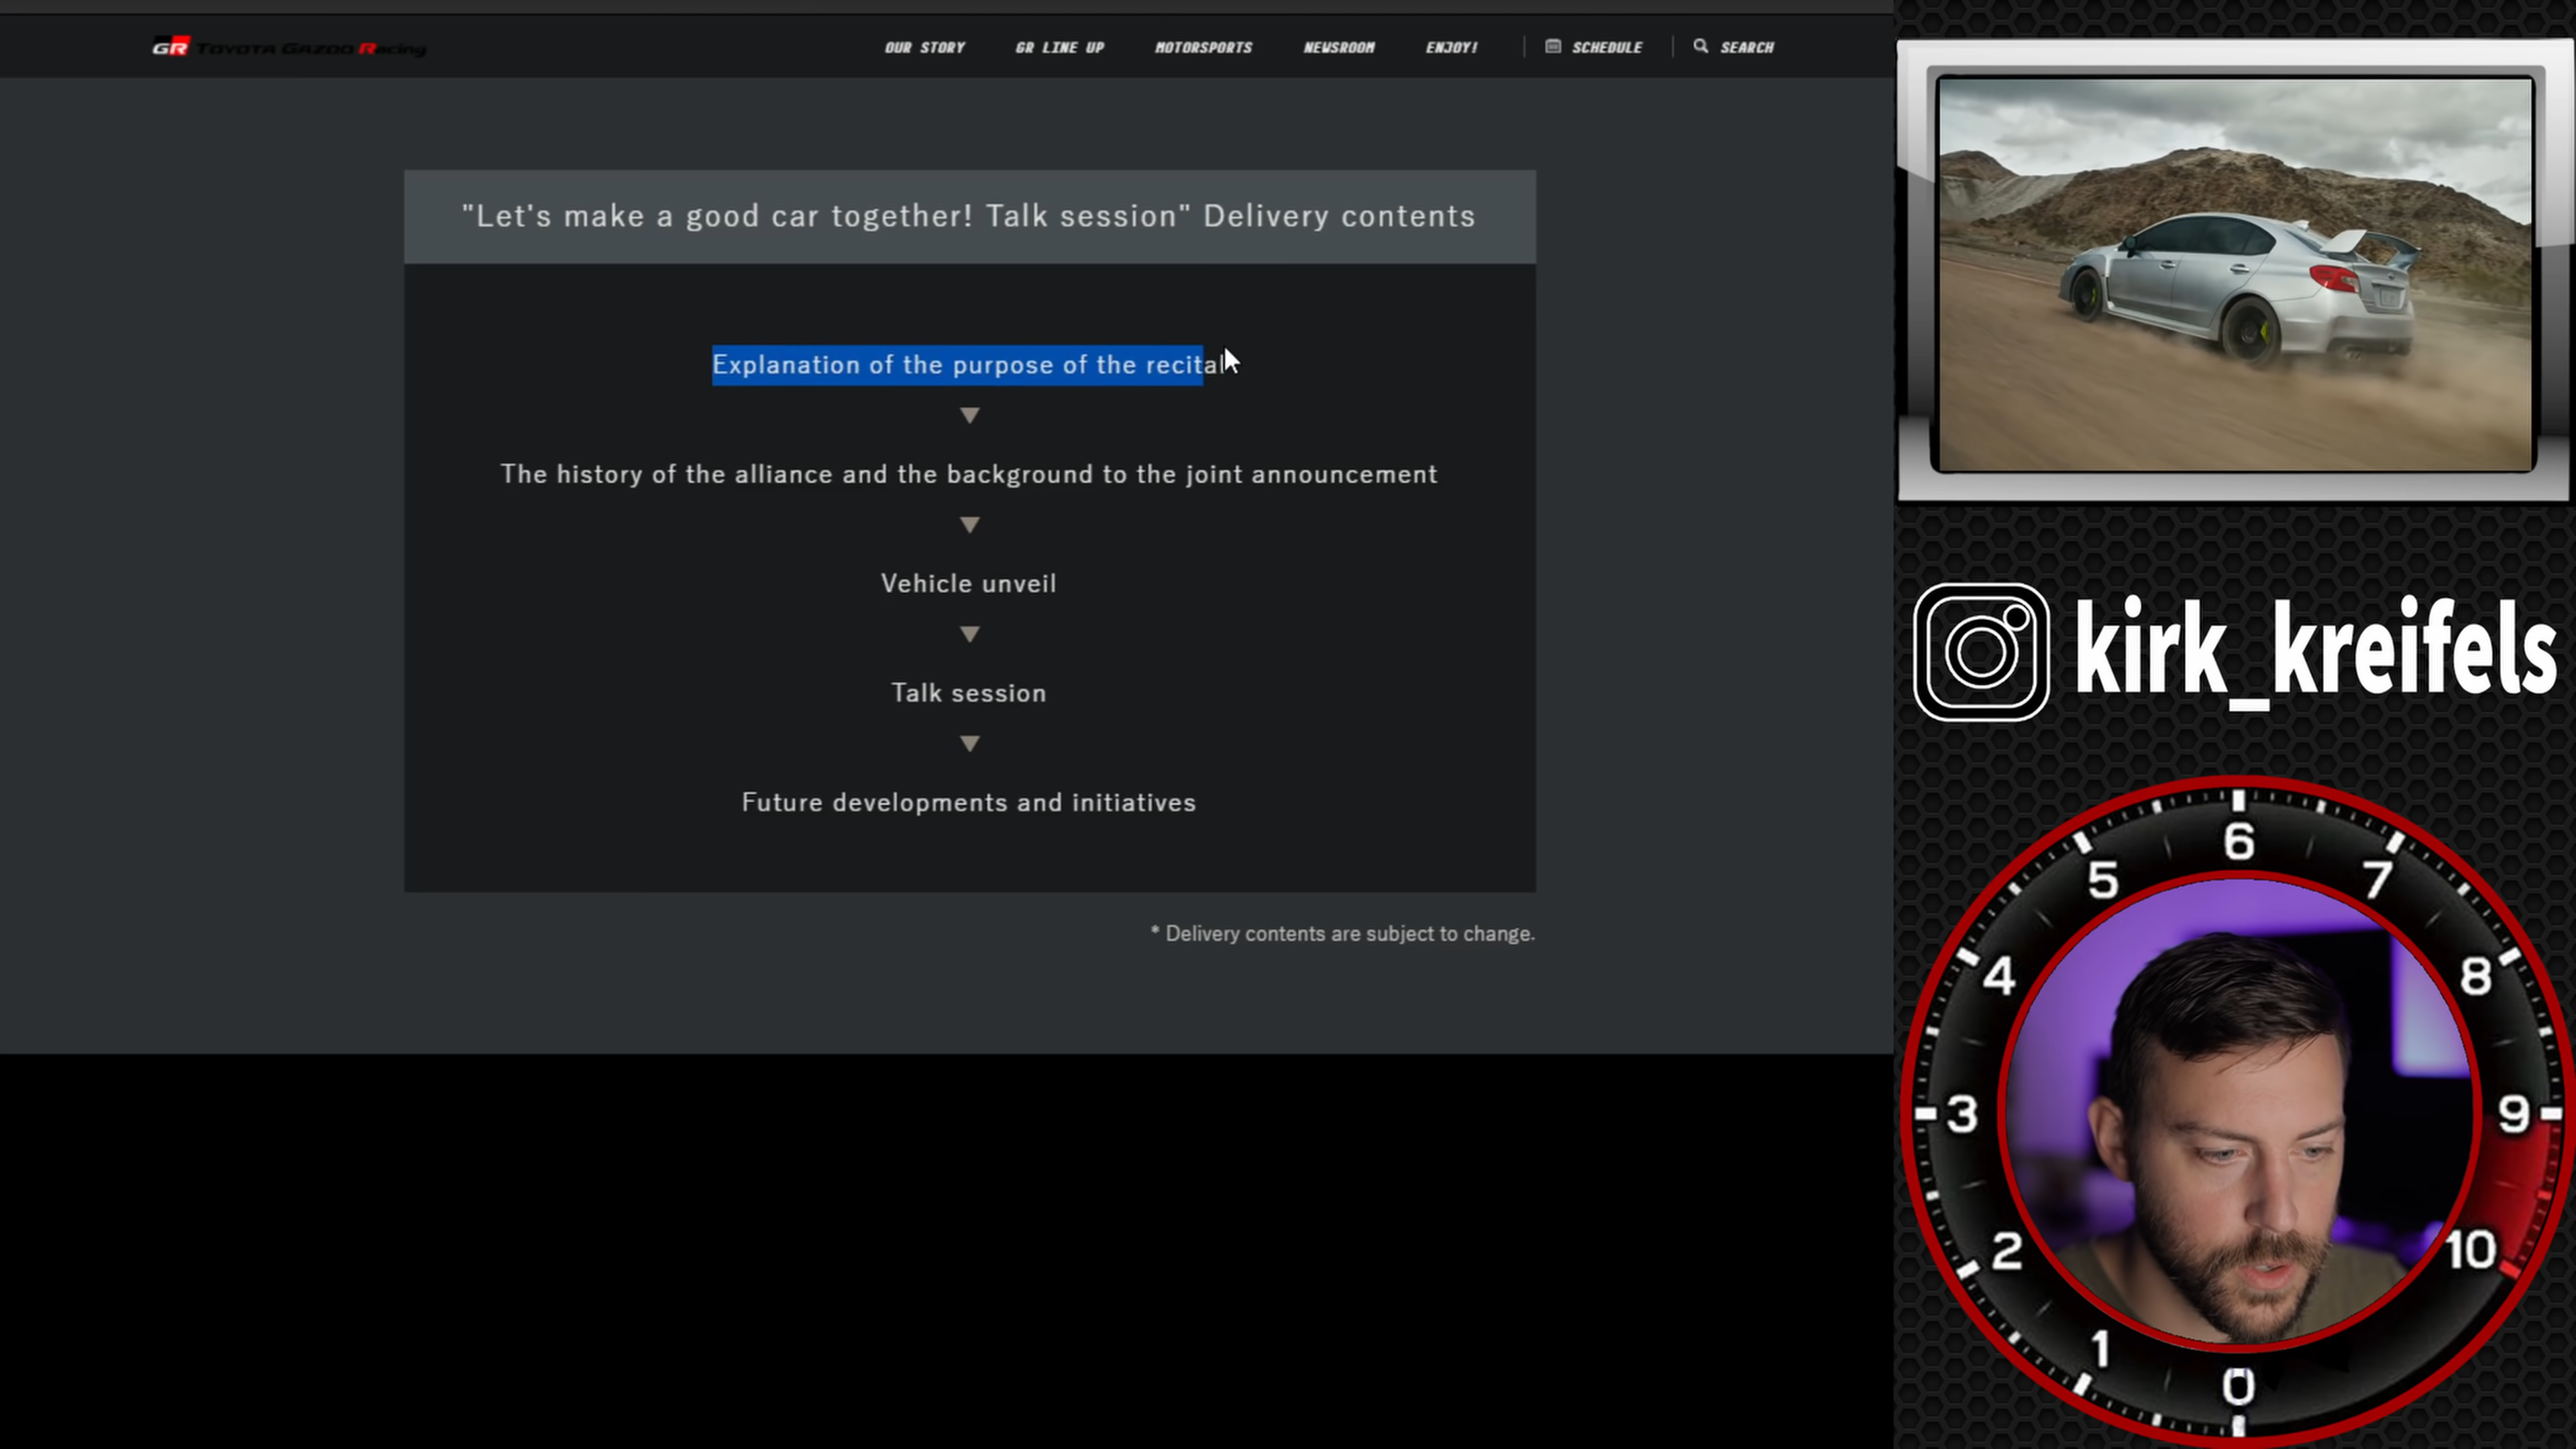 GR TOYOTA GAZOO Racing
OUR STORY
GR LINE UP
MOTORSPORTS
NEWSROOM
ENJOY!
SCHEDULE
SEARCH
"Let's make a good car together! Talk session" Delivery contents
Explanation of the purpose of the recital
▼
The history of the alliance and the background to the joint announcement
▼
Vehicle unveil
▼
Talk session
▼
Future developments and initiatives
* Delivery contents are subject to change.
kirk_kreifels
0
1
2
3
4
5
6
7
8
9
10